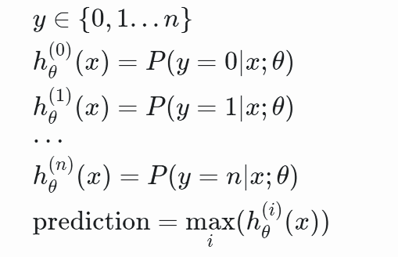 y ∈ {0, 1 … n}
h_θ^{(0)}(x) = P(y = 0|x; θ)
h_θ^{(1)}(x) = P(y = 1|x; θ)
⋯
h_θ^{(n)}(x) = P(y = n|x; θ)
prediction = max_i(h_θ^{(i)}(x))